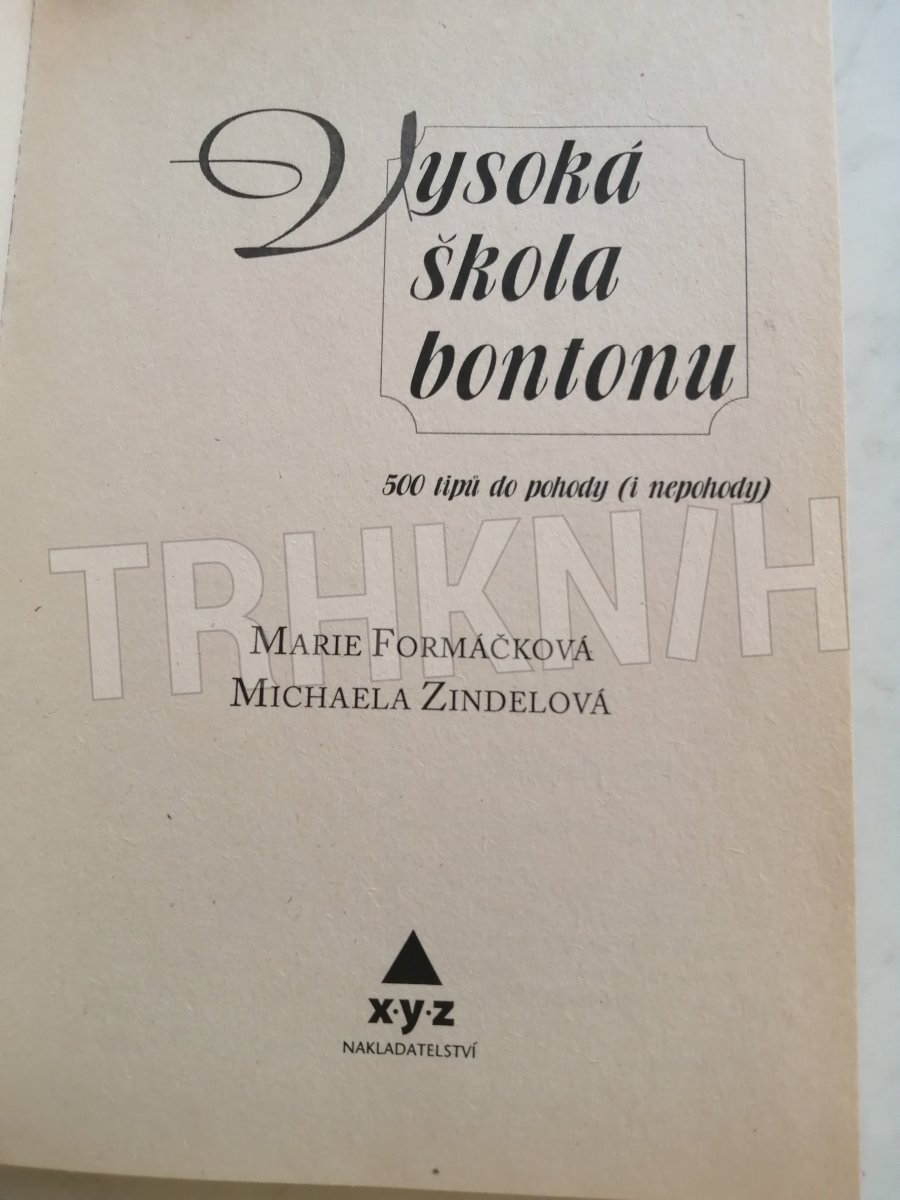 Vysoká
škola
bontonu
500 tipů do pohody (i nepohody)
TRHKNIH
MARIE FORMÁČKOVÁ
MICHAELA ZINDELOVÁ
x·y·z
NAKLADATELSTVÍ